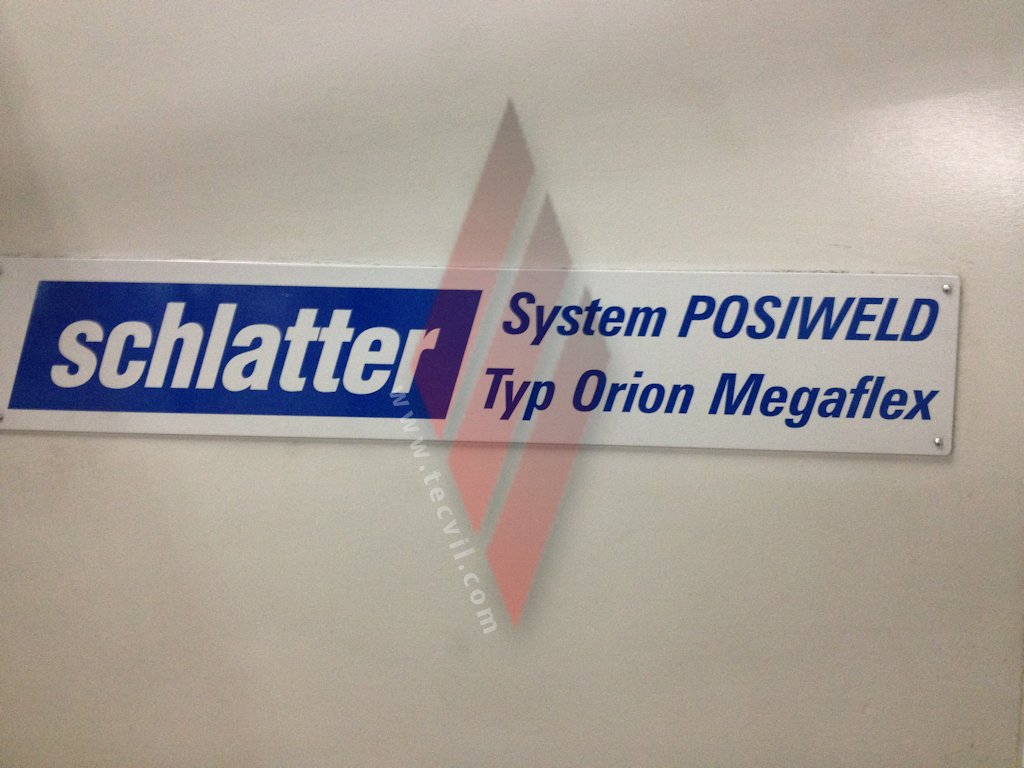 schlatter
System POSIWELD
Typ Orion Megaflex
www.tecvil.com